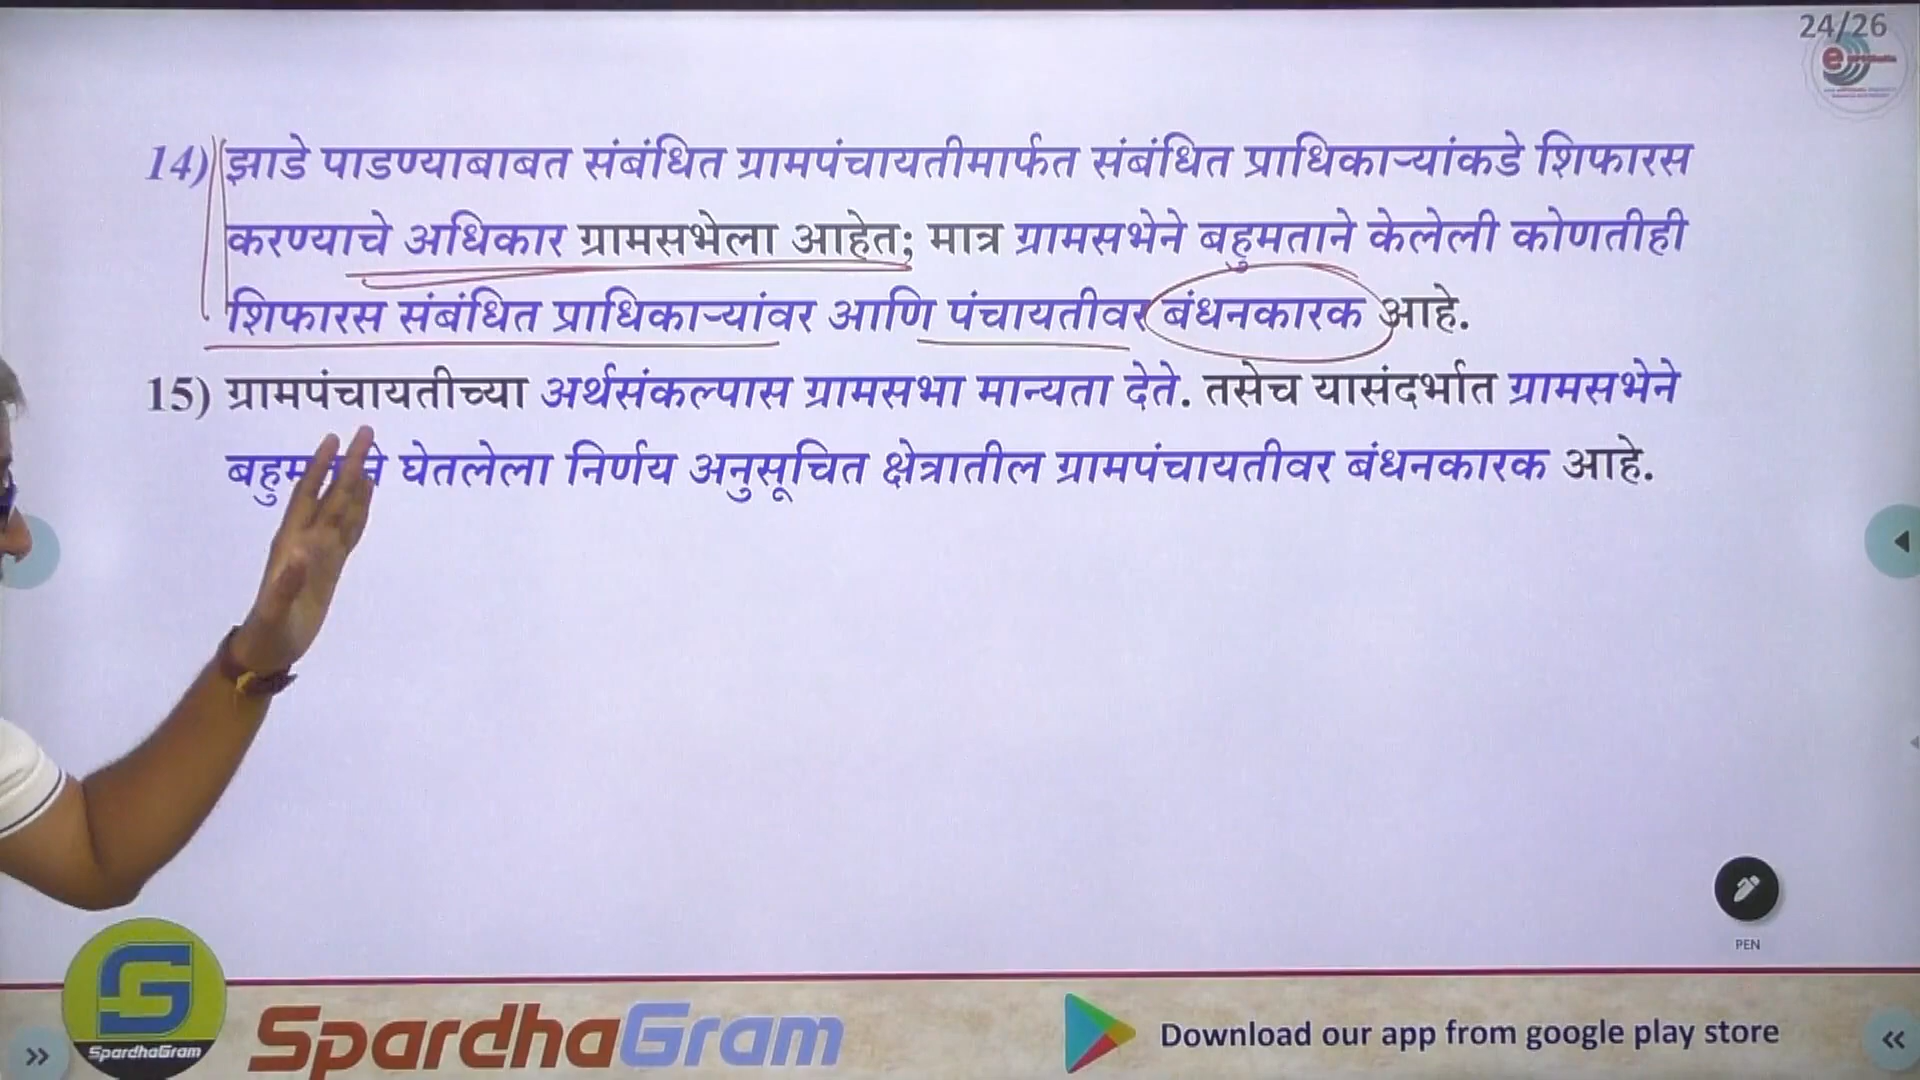 24/26
14) झाडे पाडण्याबाबत संबंधित ग्रामपंचायतीमार्फत संबंधित प्राधिकाऱ्यांकडे शिफारस
करण्याचे अधिकार ग्रामसभेला आहेत; मात्र ग्रामसभेने बहुमताने केलेली कोणतीही
शिफारस संबंधित प्राधिकाऱ्यांवर आणि पंचायतीवर बंधनकारक आहे.
15) ग्रामपंचायतीच्या अर्थसंकल्पास ग्रामसभा मान्यता देते. तसेच यासंदर्भात ग्रामसभेने
घेतलेला निर्णय अनुसूचित क्षेत्रातील ग्रामपंचायतीवर बंधनकारक आहे.
PEN
SpardhaGram
SpardhaGram
Download our app from google play store